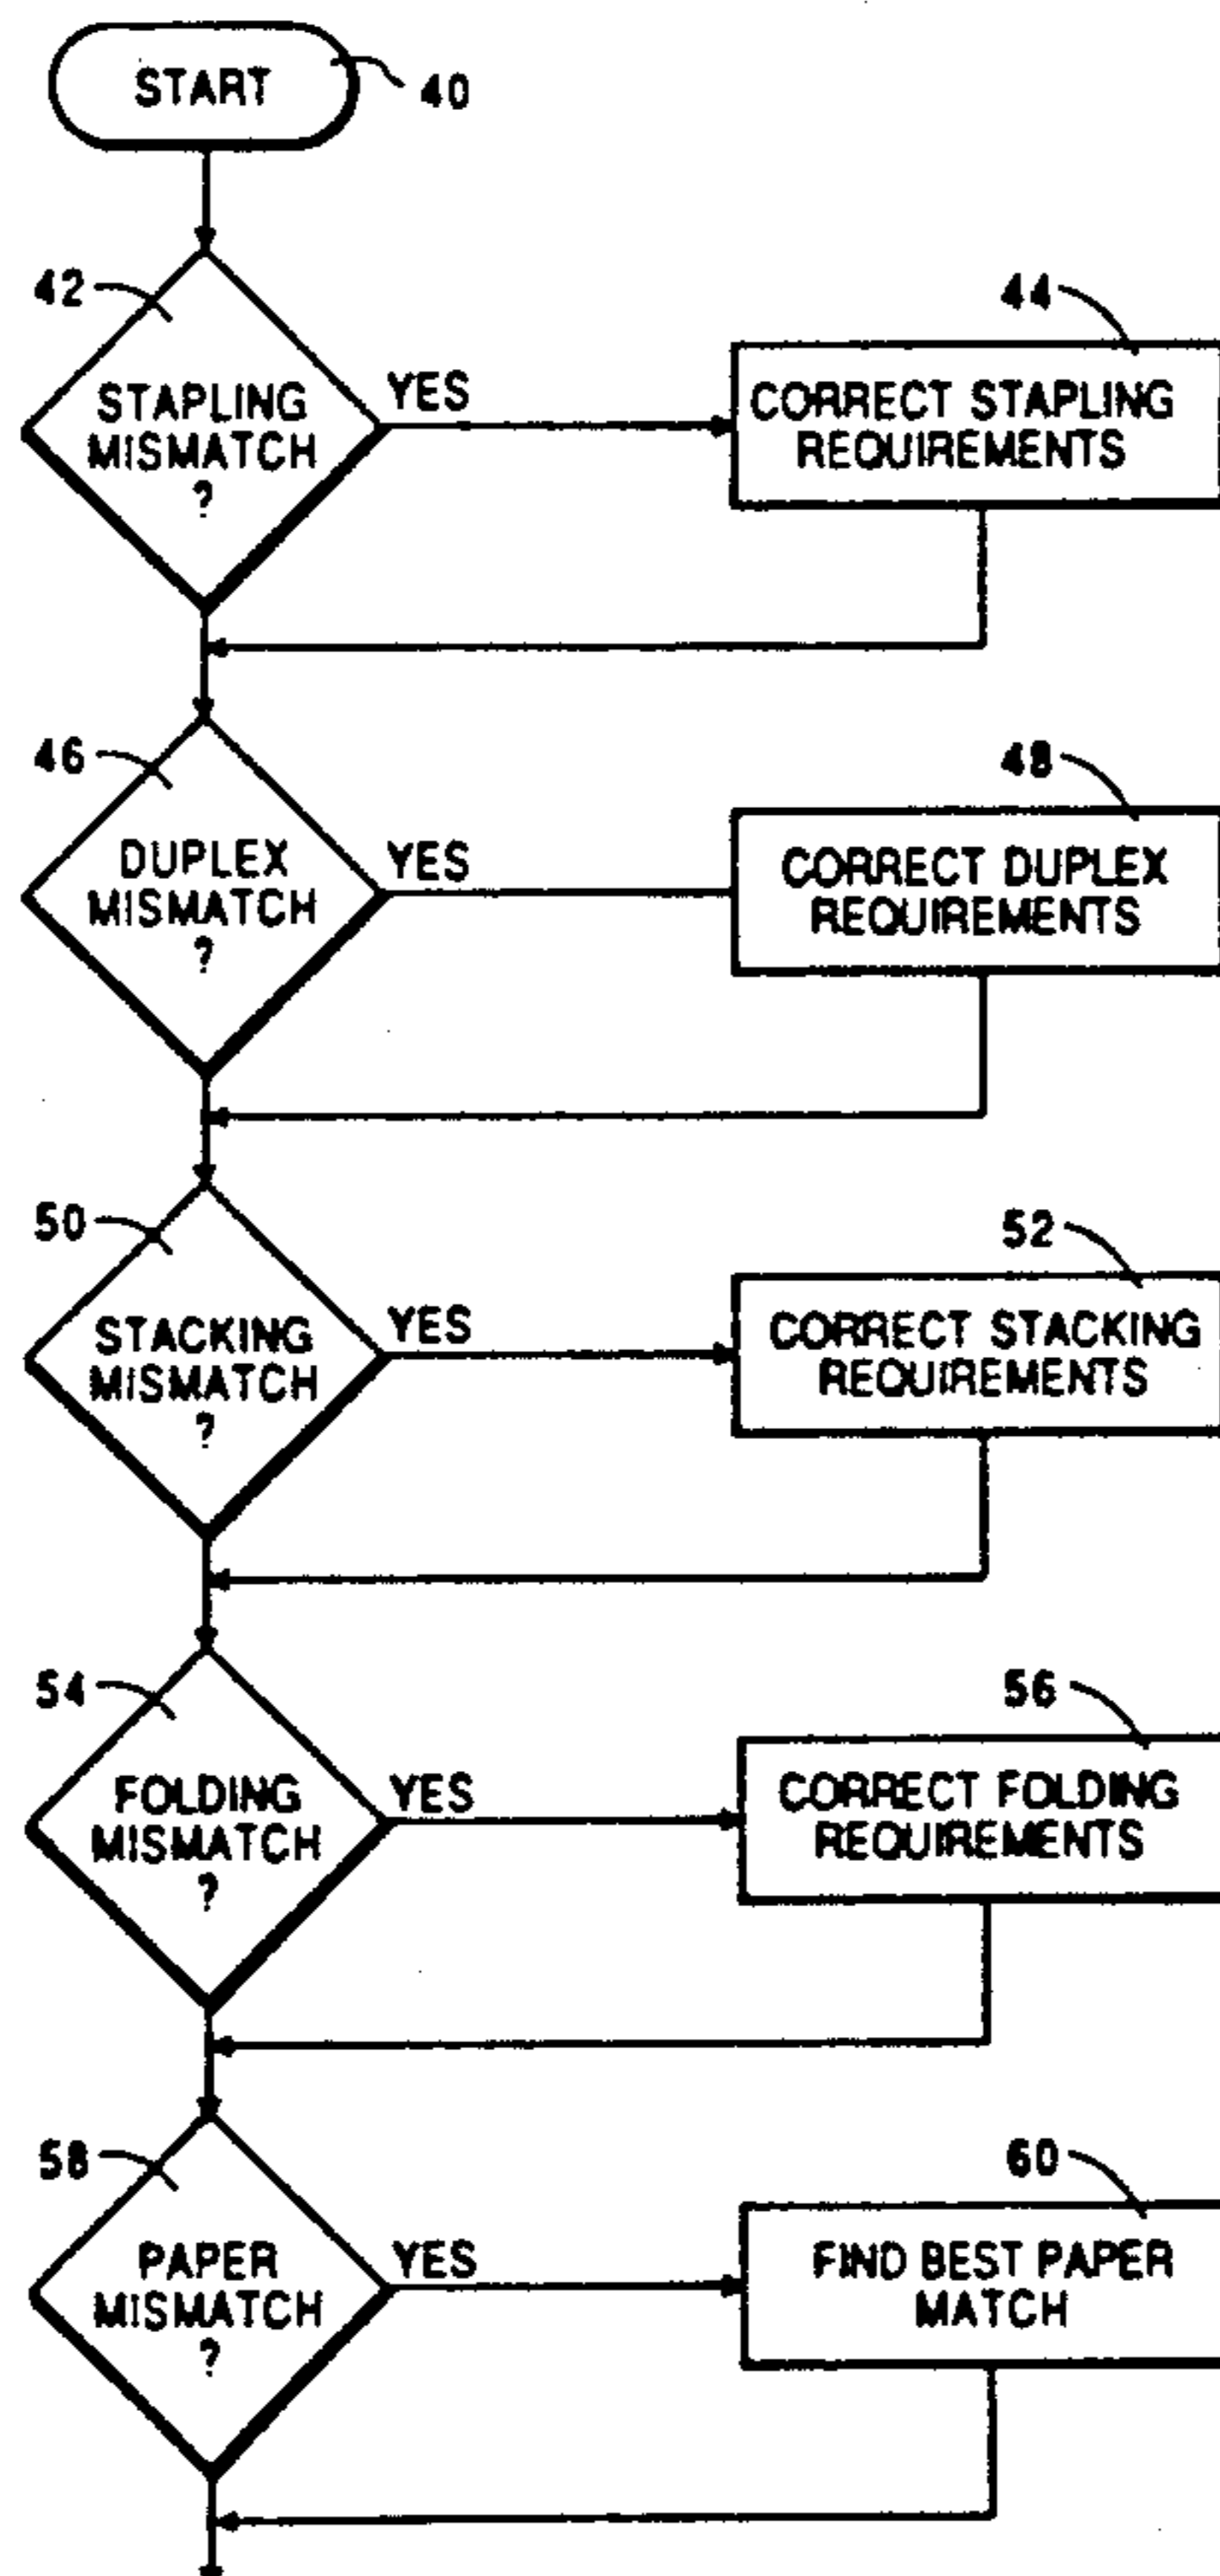 START
40
42
STAPLING
MISMATCH
?
YES
44
CORRECT STAPLING
REQUIREMENTS
46
DUPLEX
MISMATCH
?
YES
48
CORRECT DUPLEX
REQUIREMENTS
50
STACKING
MISMATCH
?
YES
52
CORRECT STACKING
REQUIREMENTS
54
FOLDING
MISMATCH
?
YES
56
CORRECT FOLDING
REQUIREMENTS
58
PAPER
MISMATCH
?
YES
60
FIND BEST PAPER
MATCH